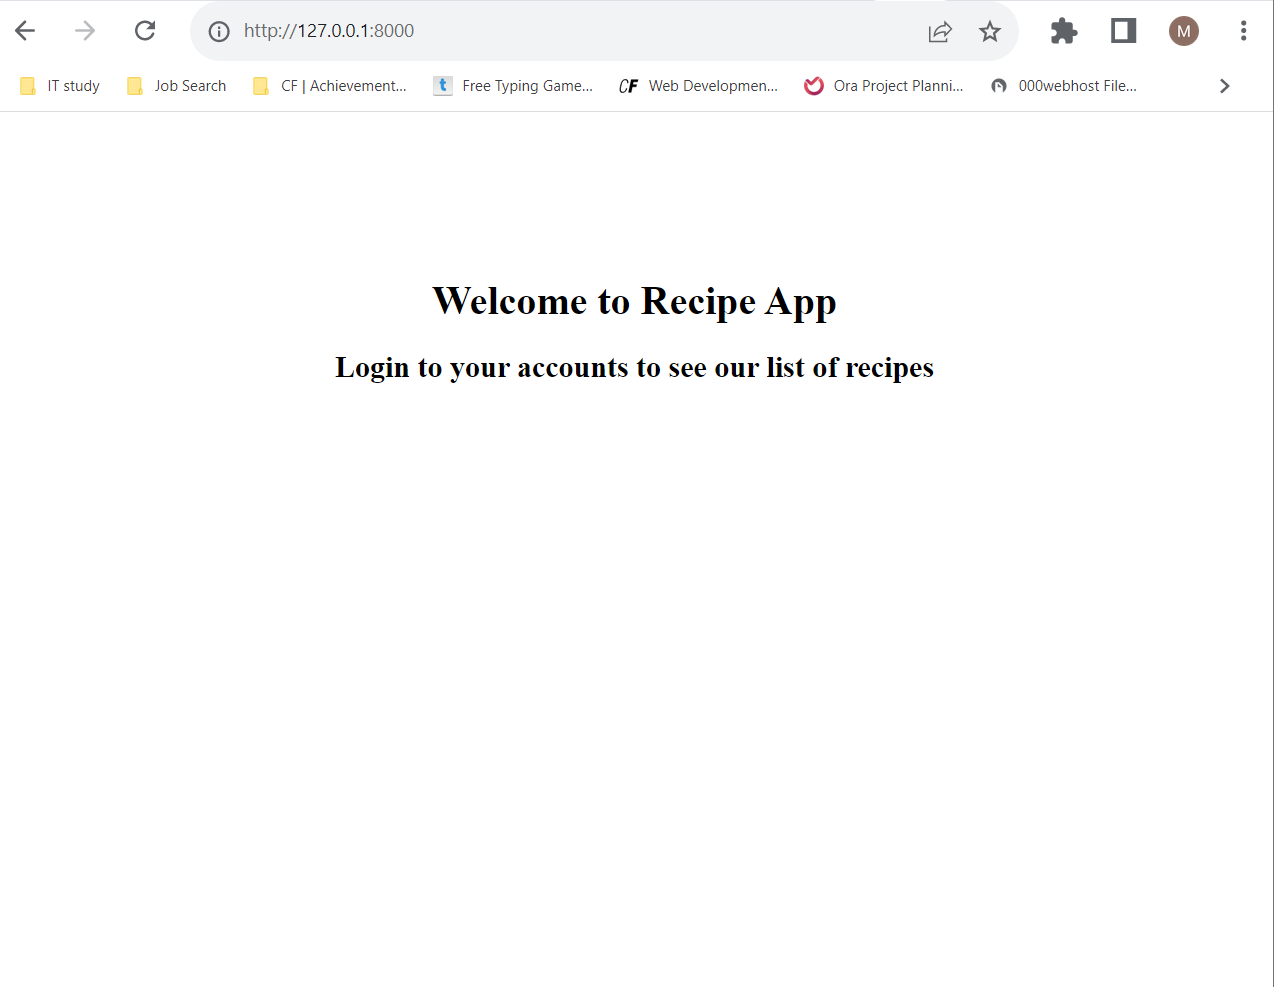 http://127.0.0.1:8000
M
IT study
Job Search
CF | Achievement...
t
Free Typing Game...
CF
Web Developmen...
Ora Project Planni...
000webhost File...
Welcome to Recipe App
Login to your accounts to see our list of recipes